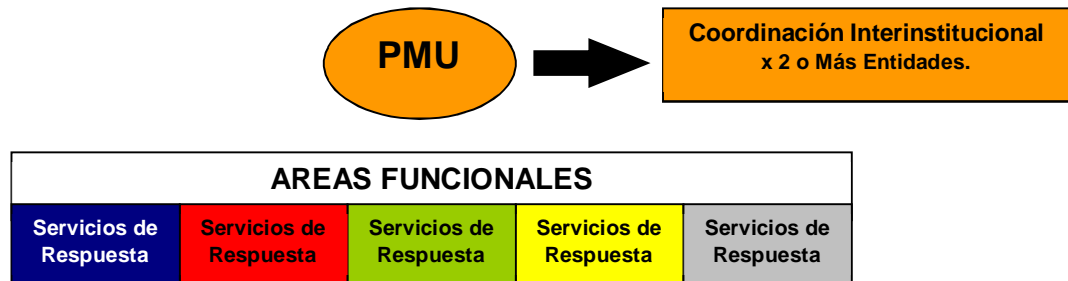 PMU
Coordinación Interinstitucional
x 2 o Más Entidades.
AREAS FUNCIONALES
Servicios de
Respuesta
Servicios de
Respuesta
Servicios de
Respuesta
Servicios de
Respuesta
Servicios de
Respuesta